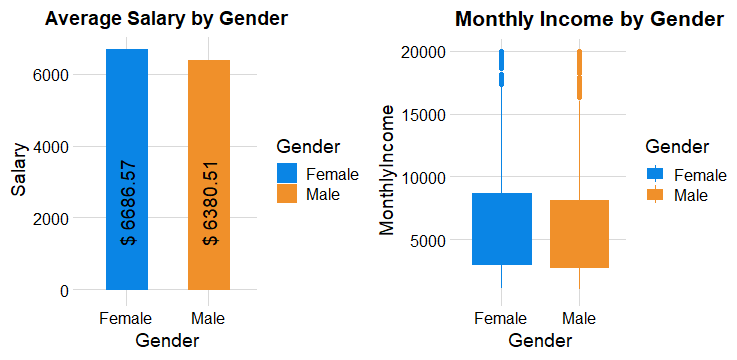 Average Salary by Gender
Salary
6000
4000
2000
0
$ 6686.57
$ 6380.51
Female
Male
Gender
Gender
Female
Male
Monthly Income by Gender
MonthlyIncome
20000
15000
10000
5000
Female
Male
Gender
Gender
Female
Male